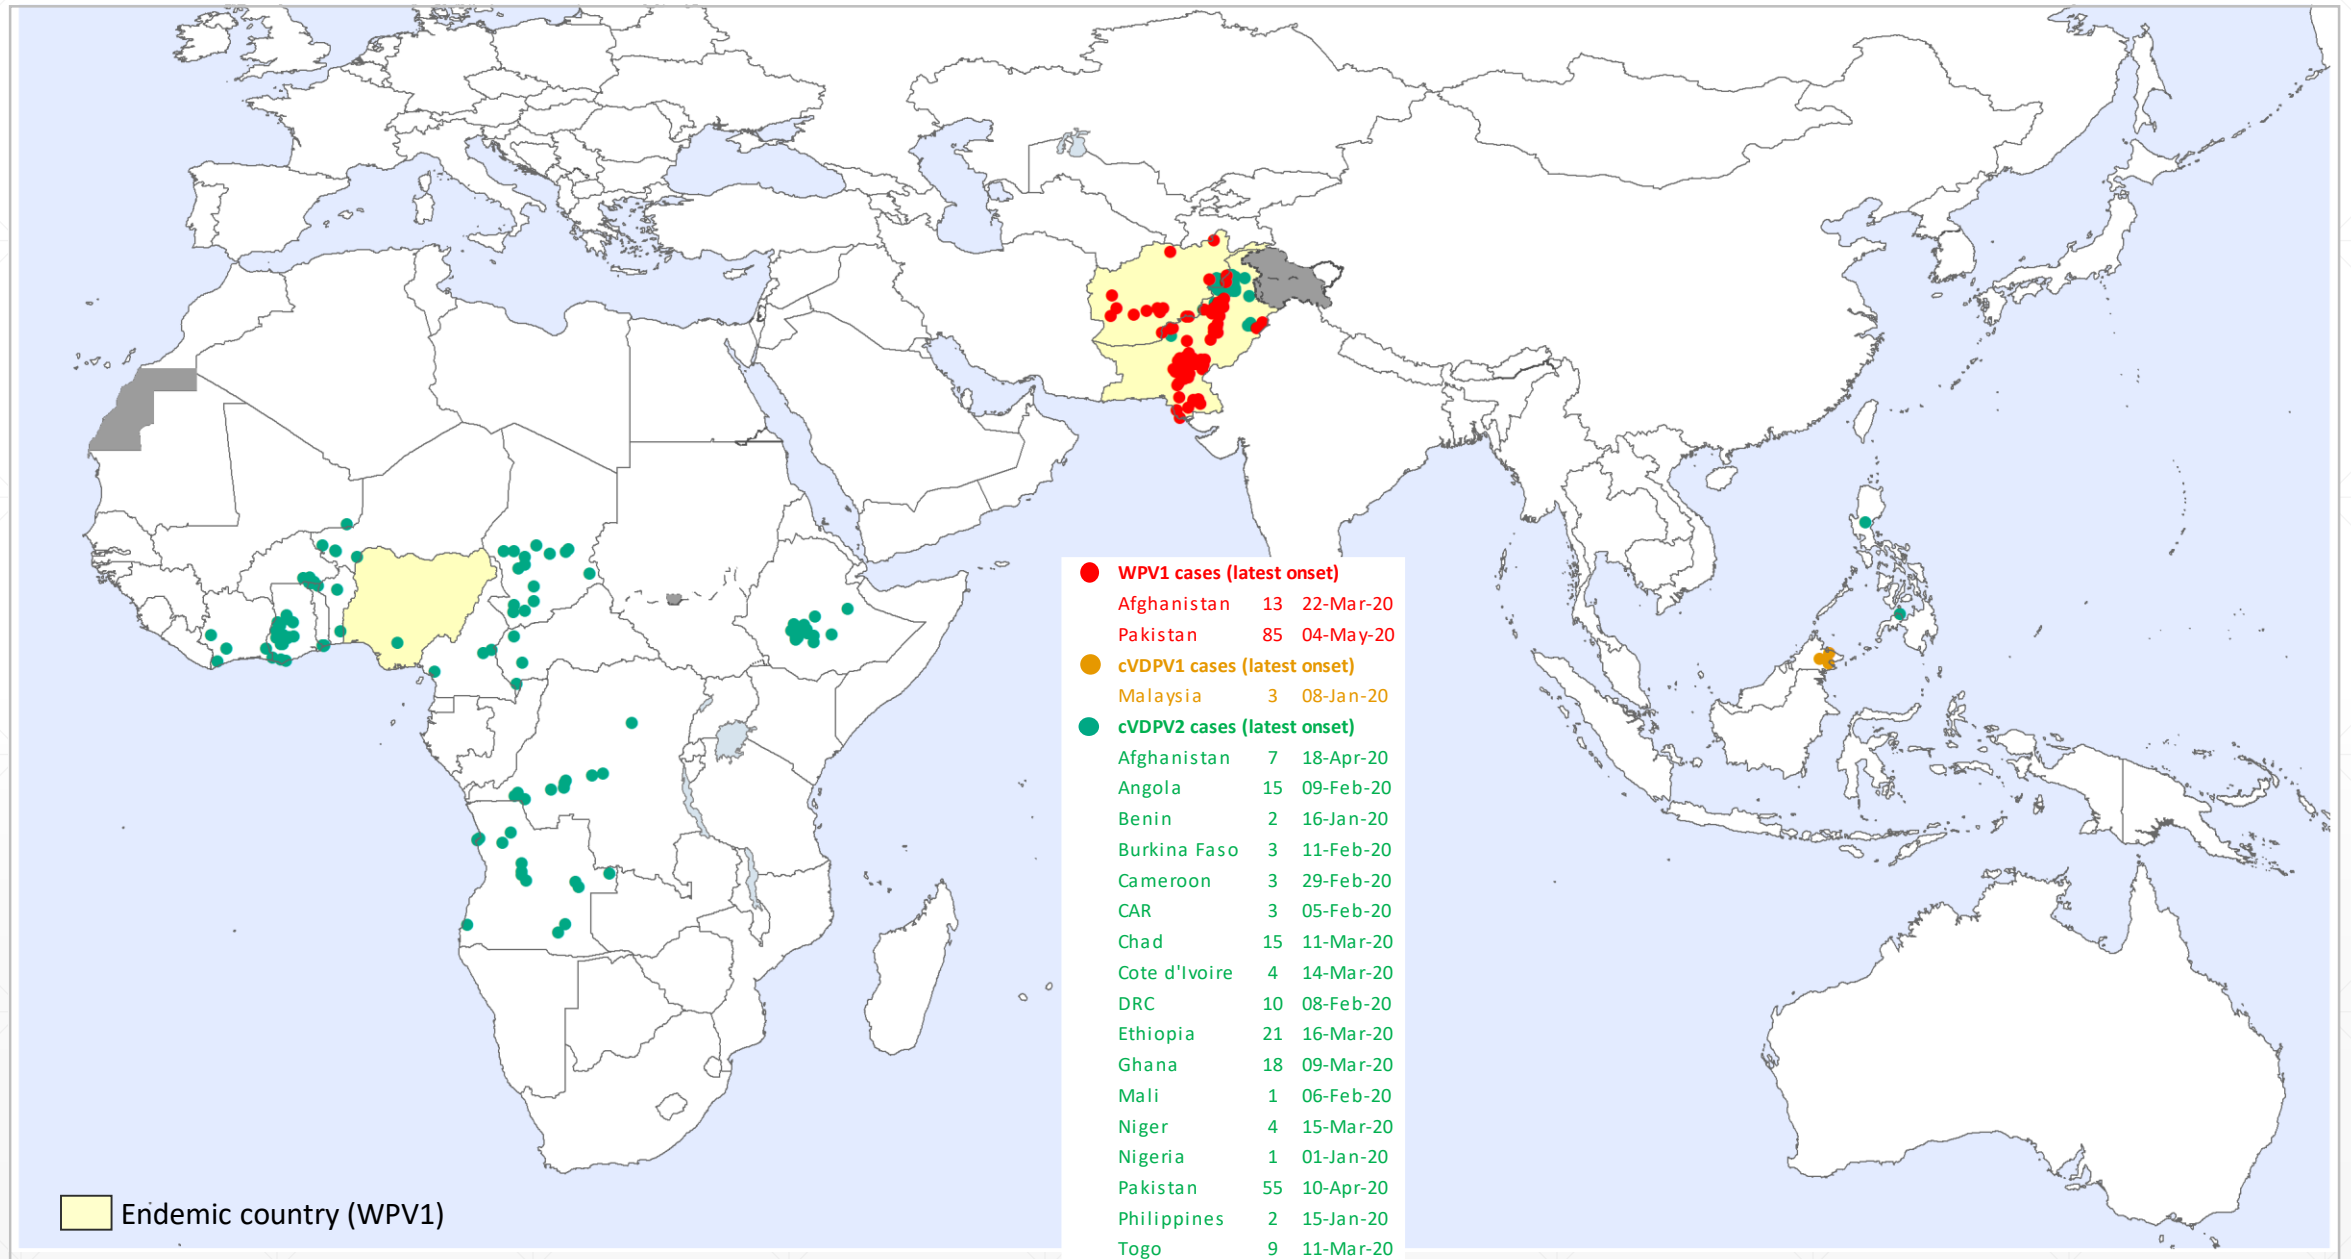 WPV1 cases (latest onset)
Afghanistan 13 22-Mar-20
Pakistan 85 04-May-20
cVDPV1 cases (latest onset)
Malaysia 3 08-Jan-20
cVDPV2 cases (latest onset)
Afghanistan 7 18-Apr-20
Angola 15 09-Feb-20
Benin 2 16-Jan-20
Burkina Faso 3 11-Feb-20
Cameroon 3 29-Feb-20
CAR 3 05-Feb-20
Chad 15 11-Mar-20
Cote d'Ivoire 4 14-Mar-20
DRC 10 08-Feb-20
Ethiopia 21 16-Mar-20
Ghana 18 09-Mar-20
Mali 1 06-Feb-20
Niger 4 15-Mar-20
Nigeria 1 01-Jan-20
Pakistan 55 10-Apr-20
Philippines 2 15-Jan-20
Togo 9 11-Mar-20
Endemic country (WPV1)